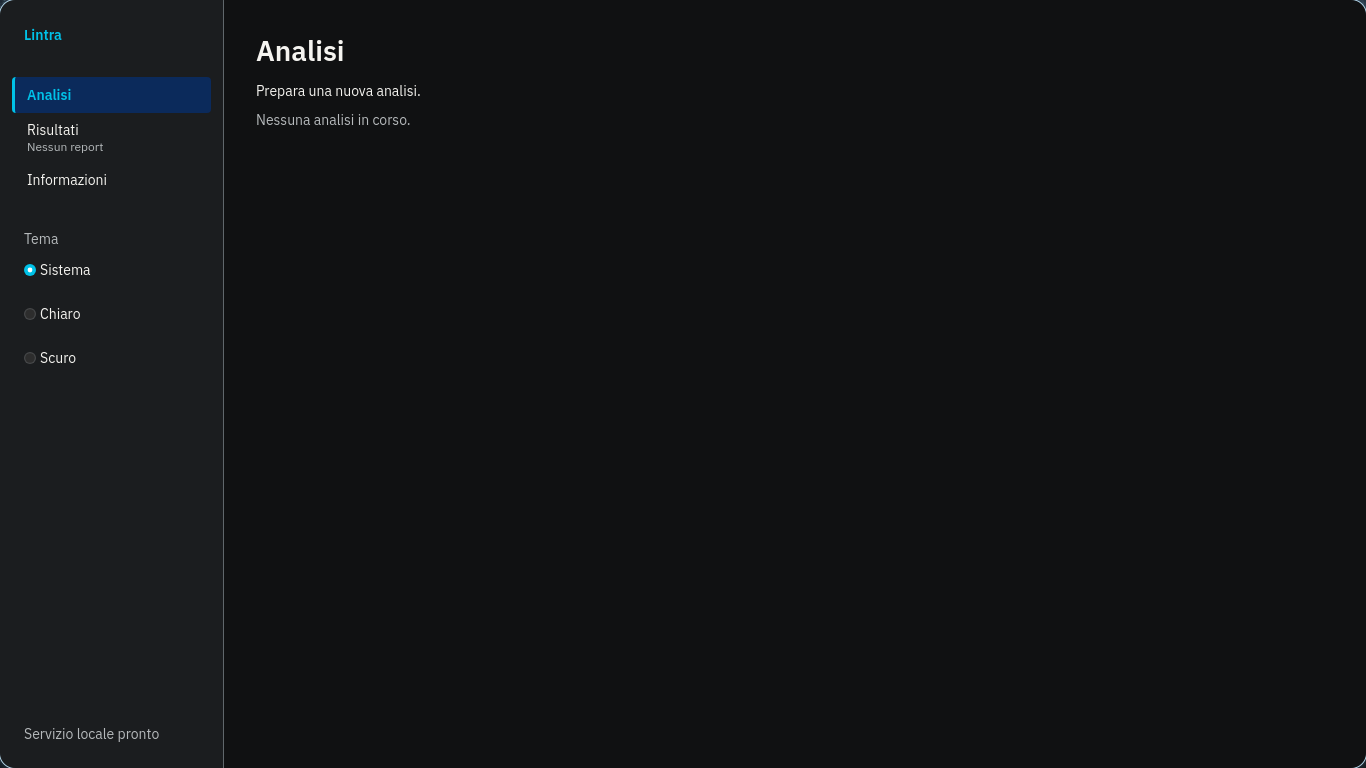 Lintra
Analisi
Risultati
Nessun report
Informazioni
Tema
Sistema
Chiaro
Scuro
Servizio locale pronto
Analisi
Prepara una nuova analisi.
Nessuna analisi in corso.